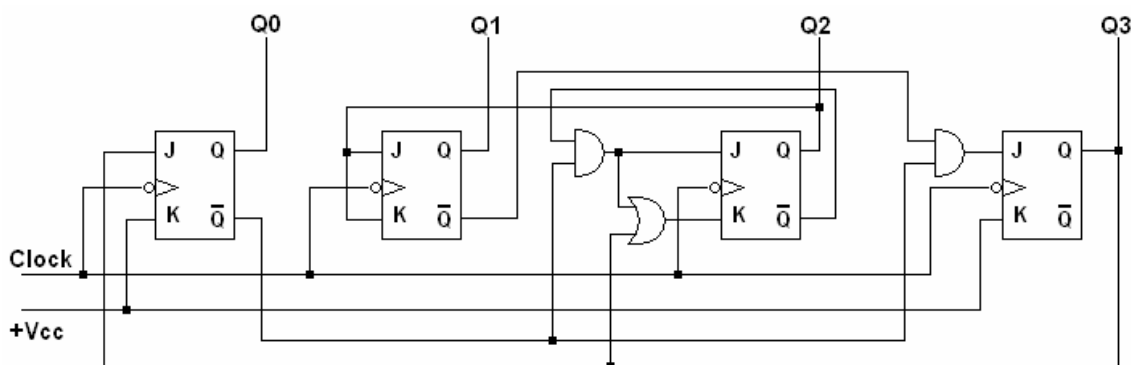 Q0 Q1 Q2 Q3
J Q J Q J Q J Q
K Q K Q K Q K Q
Clock
+Vcc